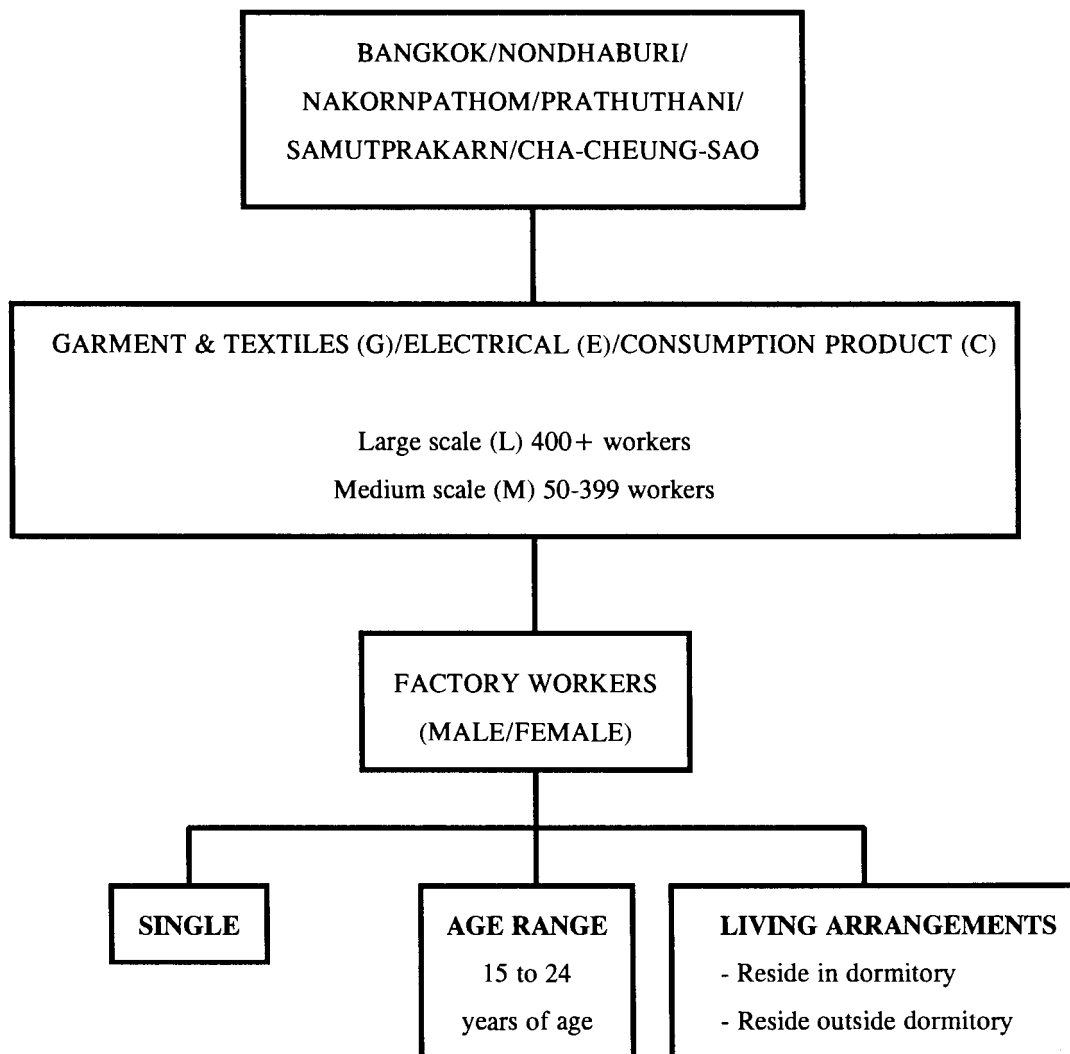 BANGKOK/NONDHABURI/
NAKORNPATHOM/PRATHUTHANI/
SAMUTPRAKARN/CHA-CHEUNG-SAO
GARMENT & TEXTILES (G)/ELECTRICAL (E)/CONSUMPTION PRODUCT (C)
Large scale (L) 400+ workers
Medium scale (M) 50-399 workers
FACTORY WORKERS
(MALE/FEMALE)
SINGLE
AGE RANGE
15 to 24
years of age
LIVING ARRANGEMENTS
- Reside in dormitory
- Reside outside dormitory